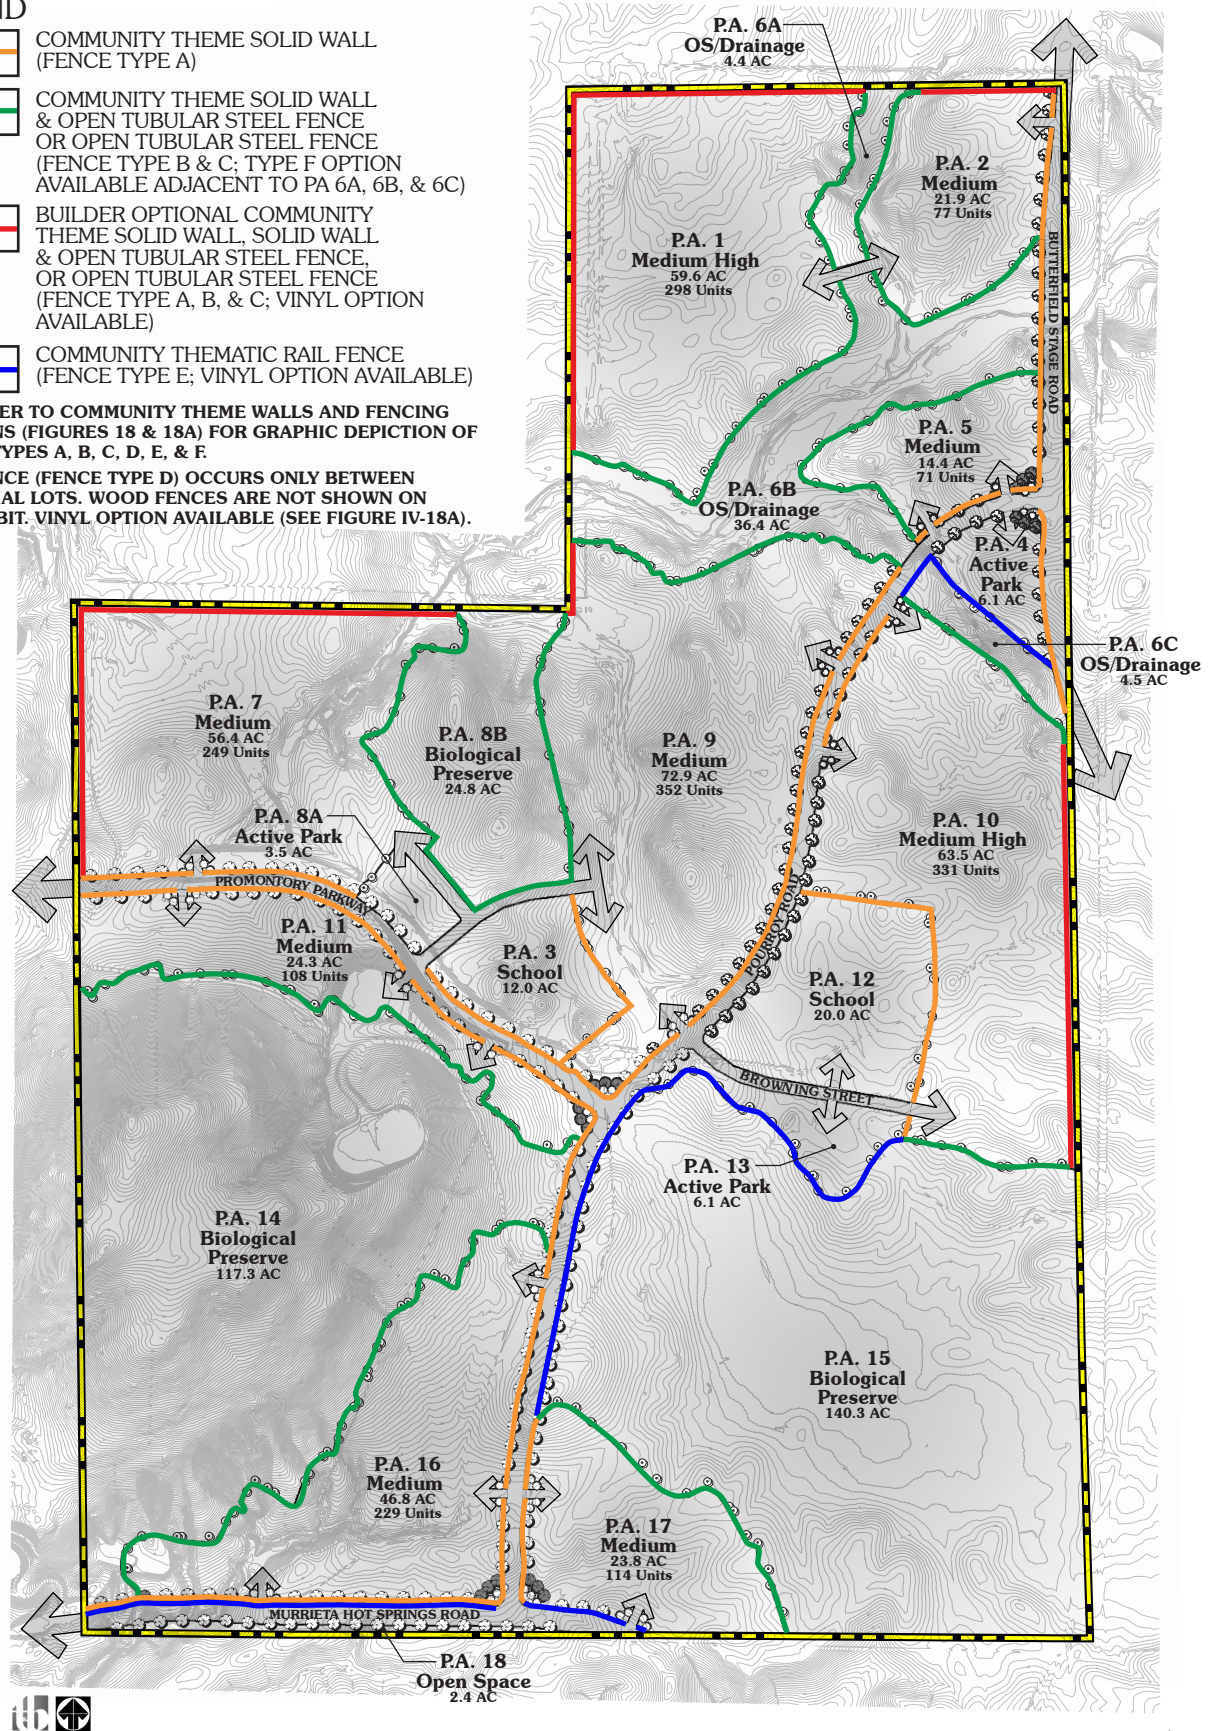 ND
COMMUNITY THEME SOLID WALL
(FENCE TYPE A)
COMMUNITY THEME SOLID WALL
& OPEN TUBULAR STEEL FENCE
OR OPEN TUBULAR STEEL FENCE
(FENCE TYPE B & C; TYPE F OPTION
AVAILABLE ADJACENT TO PA 6A, 6B, & 6C)
BUILDER OPTIONAL COMMUNITY
THEME SOLID WALL, SOLID WALL
& OPEN TUBULAR STEEL FENCE,
OR OPEN TUBULAR STEEL FENCE
(FENCE TYPE A, B, & C; VINYL OPTION
AVAILABLE)
COMMUNITY THEMATIC RAIL FENCE
(FENCE TYPE E; VINYL OPTION AVAILABLE)
ER TO COMMUNITY THEME WALLS AND FENCING
NS (FIGURES 18 & 18A) FOR GRAPHIC DEPICTION OF
TYPES A, B, C, D, E, & F.
NCE (FENCE TYPE D) OCCURS ONLY BETWEEN
AL LOTS. WOOD FENCES ARE NOT SHOWN ON
BIT. VINYL OPTION AVAILABLE (SEE FIGURE IV-18A).
P.A. 6A
OS/Drainage
4.4 AC
P.A. 2
Medium
21.9 AC
77 Units
P.A. 1
Medium High
59.6 AC
298 Units
BUTTERFIELD STAGE ROAD
P.A. 5
Medium
14.4 AC
71 Units
P.A. 6B
OS/Drainage
36.4 AC
P.A. 4
Active
Park
6.1 AC
P.A. 6C
OS/Drainage
4.5 AC
P.A. 7
Medium
56.4 AC
249 Units
P.A. 8B
Biological
Preserve
24.8 AC
P.A. 9
Medium
72.9 AC
352 Units
P.A. 8A
Active Park
3.5 AC
P.A. 10
Medium High
63.5 AC
331 Units
PROMONTORY PARKWAY
POURROY ROAD
P.A. 11
Medium
24.3 AC
108 Units
P.A. 3
School
12.0 AC
P.A. 12
School
20.0 AC
BROWNING STREET
P.A. 13
Active Park
6.1 AC
P.A. 14
Biological
Preserve
117.3 AC
P.A. 15
Biological
Preserve
140.3 AC
P.A. 16
Medium
46.8 AC
229 Units
P.A. 17
Medium
23.8 AC
114 Units
MURRIETA HOT SPRINGS ROAD
P.A. 18
Open Space
2.4 AC